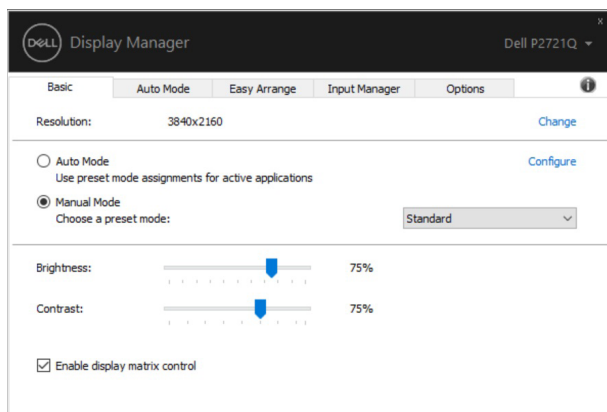 x
DELL Display Manager Dell P2721Q
Basic Auto Mode Easy Arrange Input Manager Options i
Resolution: 3840x2160 Change
Auto Mode Configure
Use preset mode assignments for active applications
Manual Mode
Choose a preset mode: Standard
Brightness: 75%
Contrast: 75%
Enable display matrix control